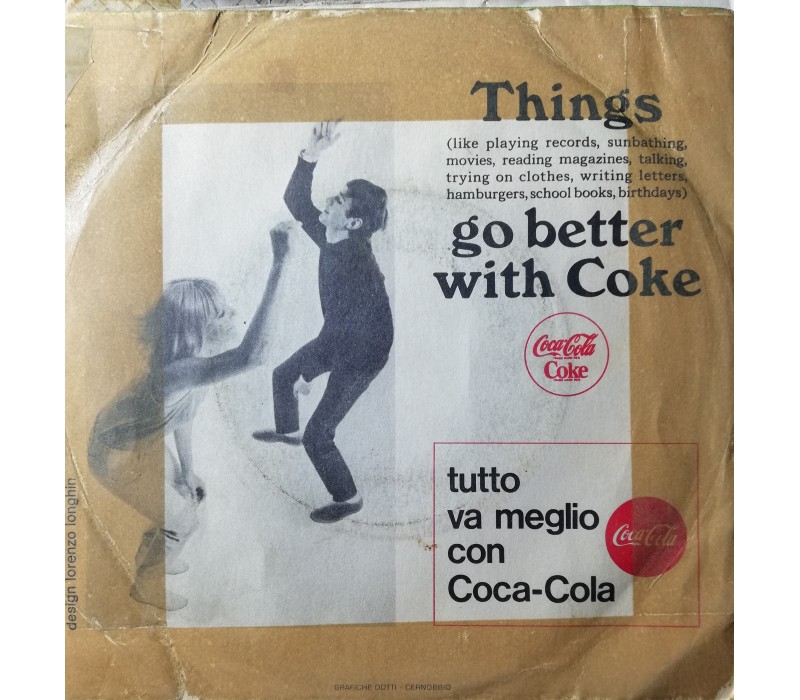 Things
(like playing records, sunbathing,
movies, reading magazines, talking,
trying on clothes, writing letters,
hamburgers, school books, birthdays)
go better
with Coke
Coca-Cola
Coke
tutto
va meglio
con
Coca-Cola
Coca-Cola
design lorenzo longhin
GRAFICHE DOTTI - CERNOBBIO